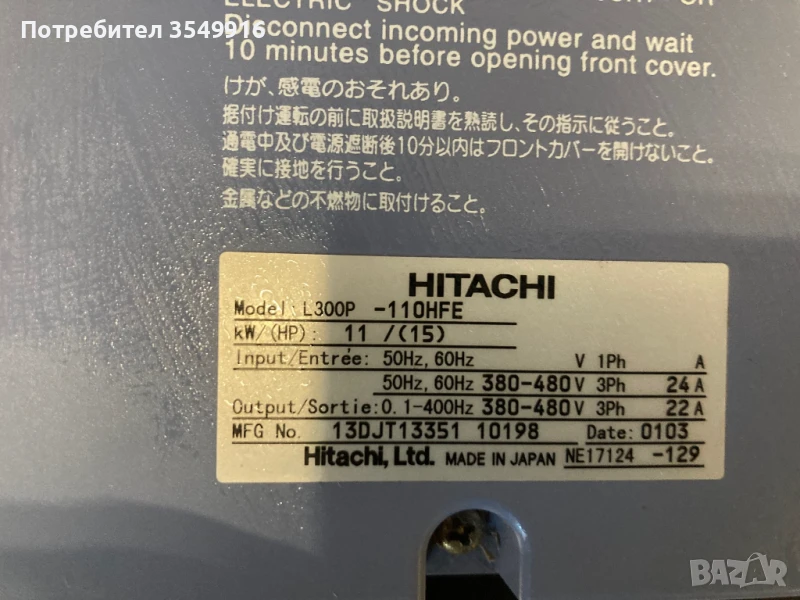 Потребител 3549916
ELECTRIC SHOCK
Disconnect incoming power and wait
10 minutes before opening front cover.
けが、感電のおそれあり。
据付け運転の前に取扱説明書を熟読し、その指示に従うこと。
通電中及び電源遮断後10分以内はフロントカバーを開けないこと。
確実に接地を行うこと。
金属などの不燃物に取付けること。
HITACHI
Model L300P -110HFE
kW/(HP): 11 /(15)
Input/Entrée: 50Hz, 60Hz V 1Ph A
50Hz, 60Hz 380-480 V 3Ph 24 A
Output/Sortie: 0.1-400Hz 380-480 V 3Ph 22 A
MFG No. 13DJT13351 10198 Date: 0103
Hitachi, Ltd. MADE IN JAPAN NE17124 -129
BAZAR